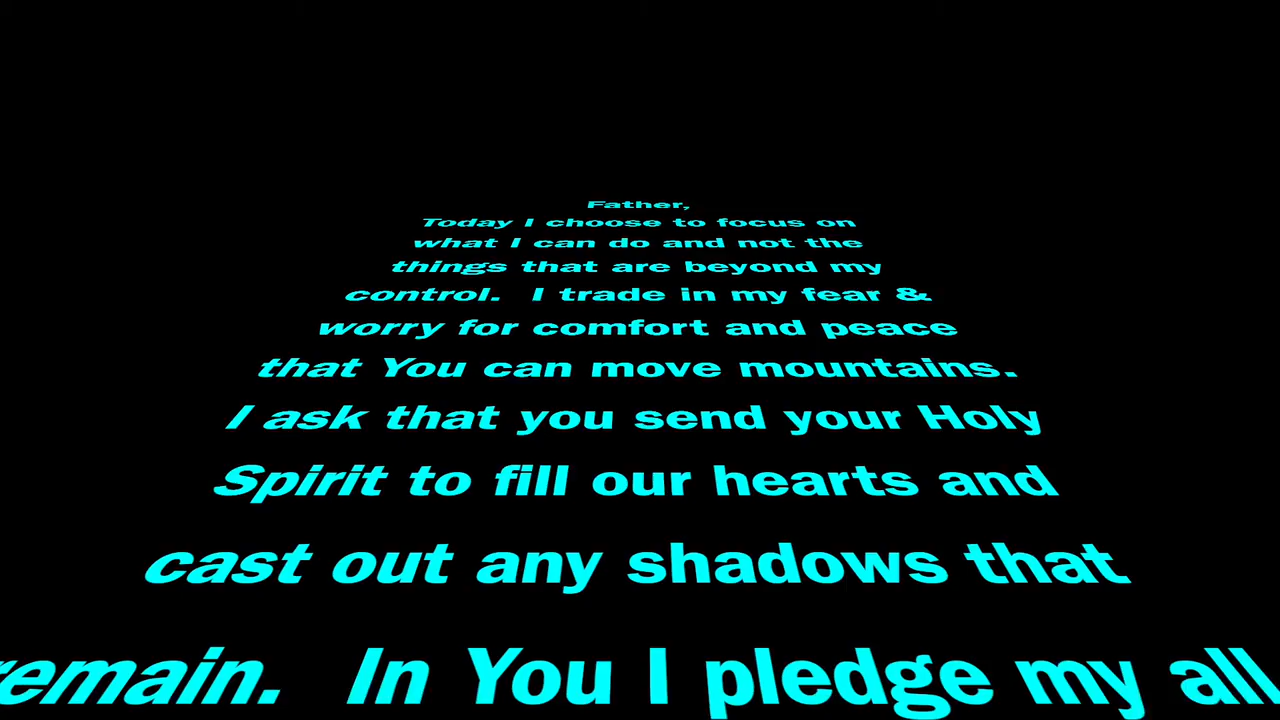 Father,
Today I choose to focus on
what I can do and not the
things that are beyond my
control.  I trade in my fear &
worry for comfort and peace
that You can move mountains.
I ask that you send your Holy
Spirit to fill our hearts and
cast out any shadows that
remain.  In You I pledge my all